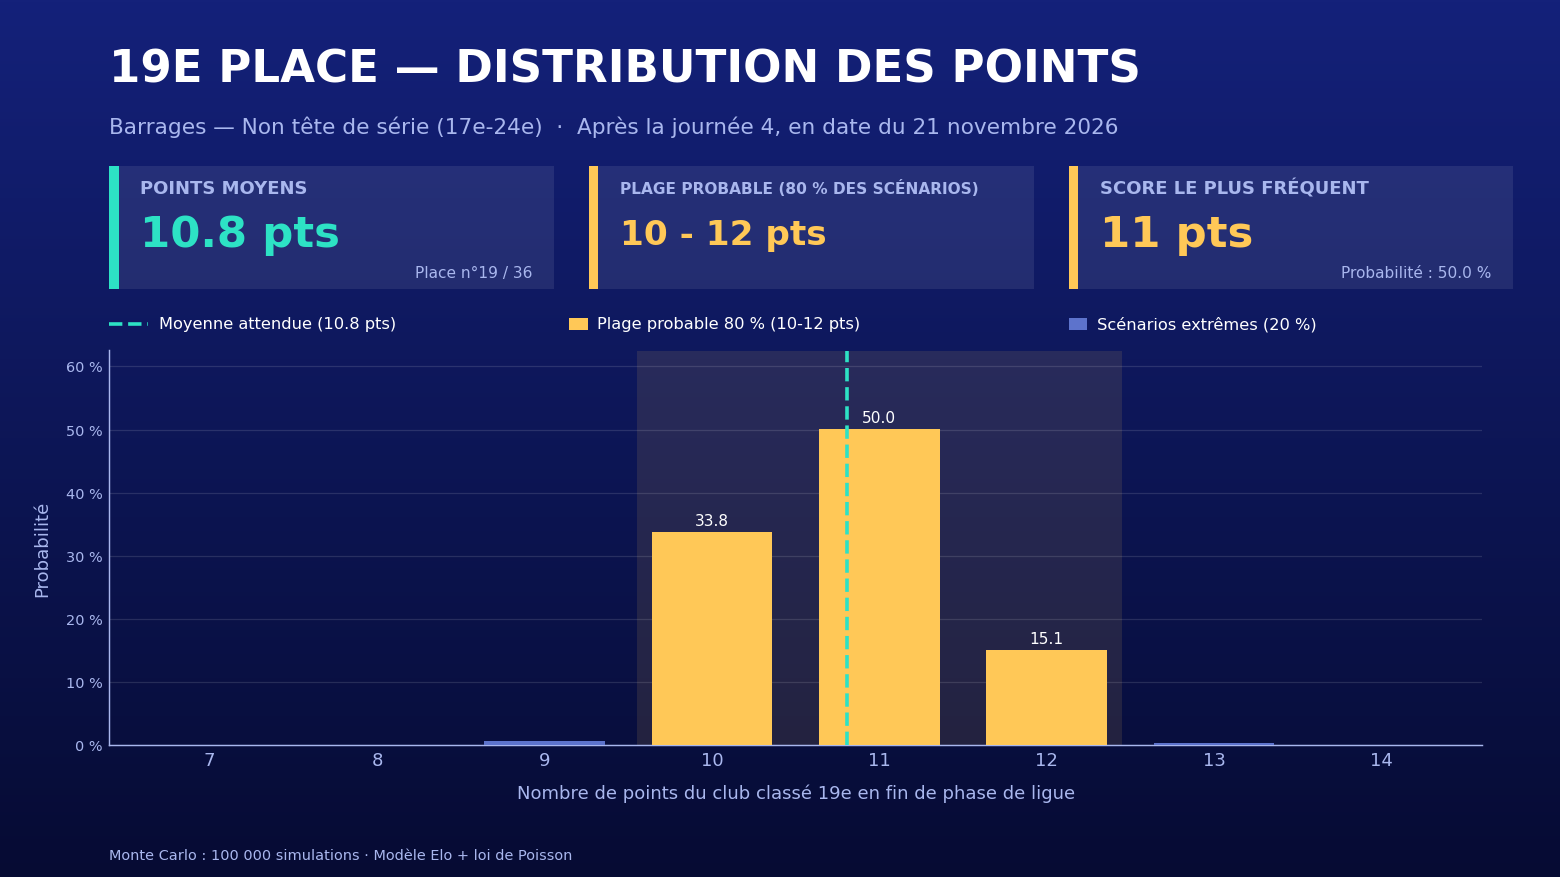 19E PLACE — DISTRIBUTION DES POINTS
Barrages — Non tête de série (17e-24e) · Après la journée 4, en date du 21 novembre 2026
POINTS MOYENS
10.8 pts
Place n°19 / 36
PLAGE PROBABLE (80 % DES SCÉNARIOS)
10 - 12 pts
SCORE LE PLUS FRÉQUENT
11 pts
Probabilité : 50.0 %
Moyenne attendue (10.8 pts)
Plage probable 80 % (10-12 pts)
Scénarios extrêmes (20 %)
Probabilité
60 %
50 %
40 %
30 %
20 %
10 %
0 %
33.8
50.0
15.1
7 8 9 10 11 12 13 14
Nombre de points du club classé 19e en fin de phase de ligue
Monte Carlo : 100 000 simulations · Modèle Elo + loi de Poisson